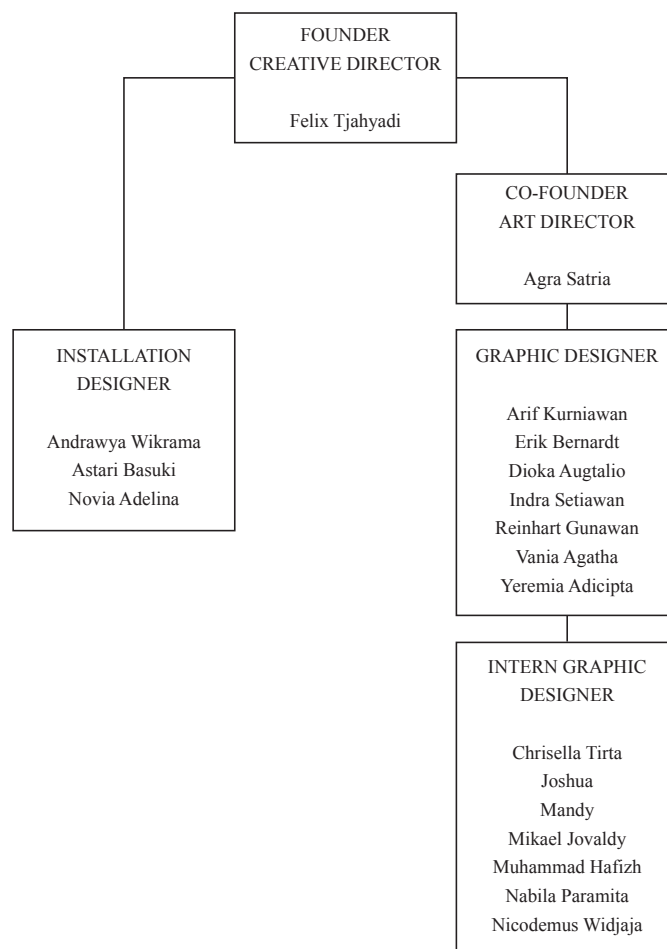 FOUNDER
CREATIVE DIRECTOR
Felix Tjahyadi
CO-FOUNDER
ART DIRECTOR
Agra Satria
INSTALLATION
DESIGNER
Andrawya Wikrama
Astari Basuki
Novia Adelina
GRAPHIC DESIGNER
Arif Kurniawan
Erik Bernardt
Dioka Augtalio
Indra Setiawan
Reinhart Gunawan
Vania Agatha
Yeremia Adicipta
INTERN GRAPHIC
DESIGNER
Chrisella Tirta
Joshua
Mandy
Mikael Jovaldy
Muhammad Hafizh
Nabila Paramita
Nicodemus Widjaja